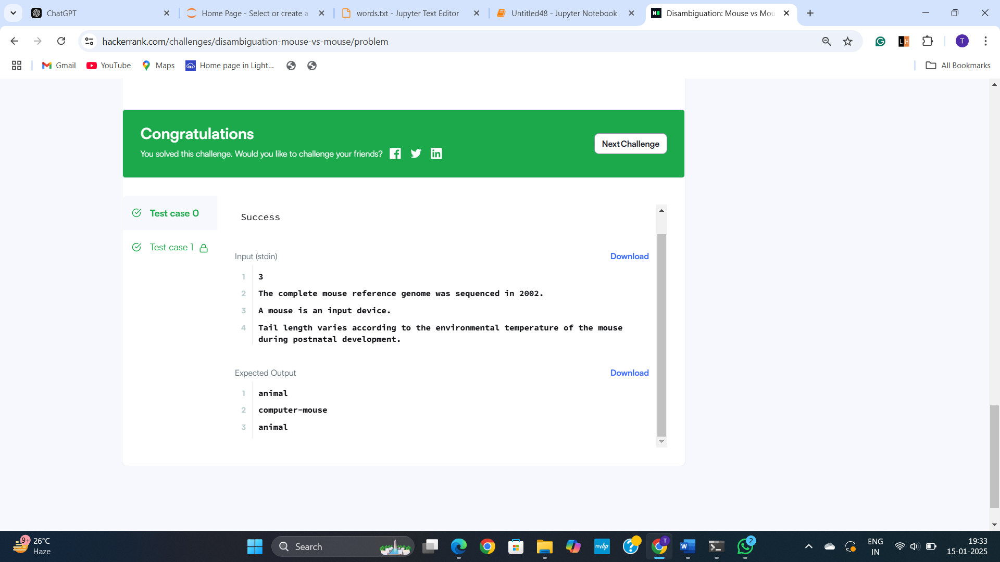 ChatGPT
Home Page - Select or create a
words.txt - Jupyter Text Editor
Untitled48 - Jupyter Notebook
Disambiguation: Mouse vs Mou
hackerrank.com/challenges/disambiguation-mouse-vs-mouse/problem
T
Gmail
YouTube
Maps
Home page in Light...
All Bookmarks
Congratulations
You solved this challenge. Would you like to challenge your friends?
Next Challenge
Test case 0
Test case 1
Success
Input (stdin)
Download
1 3
2 The complete mouse reference genome was sequenced in 2002.
3 A mouse is an input device.
4 Tail length varies according to the environmental temperature of the mouse
during postnatal development.
Expected Output
Download
1 animal
2 computer-mouse
3 animal
9+
26°C
Haze
Search
myhp
T
W
2
ENG
IN
19:33
15-01-2025